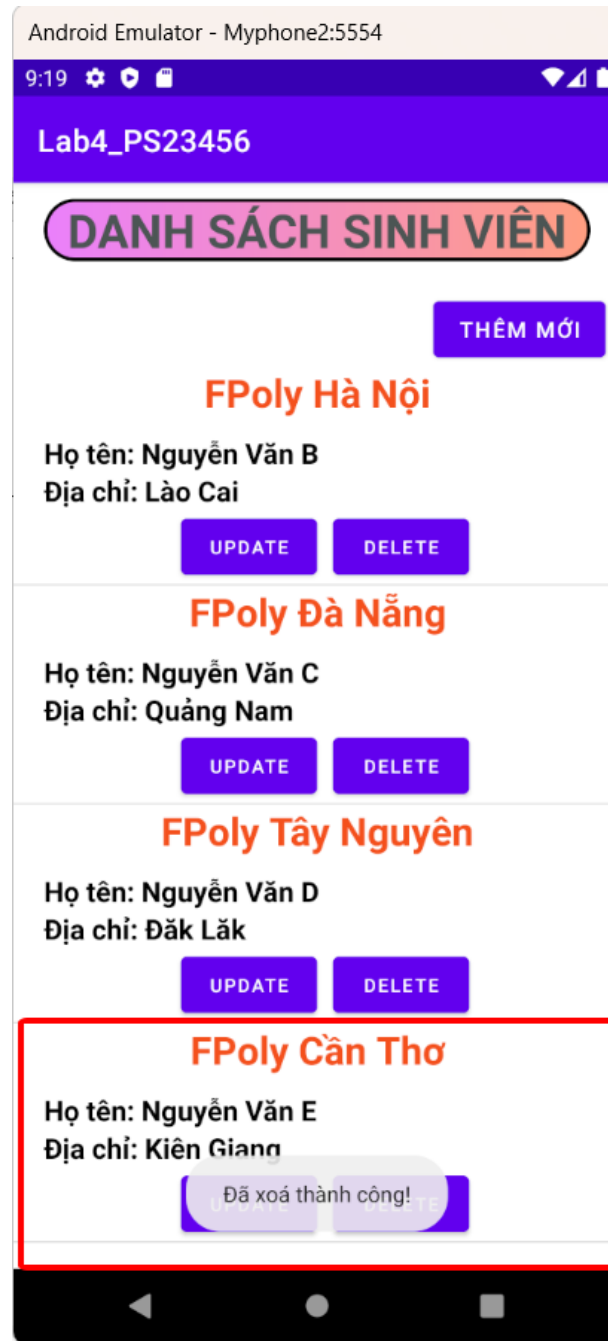 Android Emulator - Myphone2:5554
9:19
Lab4_PS23456
DANH SÁCH SINH VIÊN
THÊM MỚI
FPoly Hà Nội
Họ tên: Nguyễn Văn B
Địa chỉ: Lào Cai
UPDATE DELETE
FPoly Đà Nẵng
Họ tên: Nguyễn Văn C
Địa chỉ: Quảng Nam
UPDATE DELETE
FPoly Tây Nguyên
Họ tên: Nguyễn Văn D
Địa chỉ: Đăk Lăk
UPDATE DELETE
FPoly Cần Thơ
Họ tên: Nguyễn Văn E
Địa chỉ: Kiên Giang
UPDATE DELETE
Đã xoá thành công!